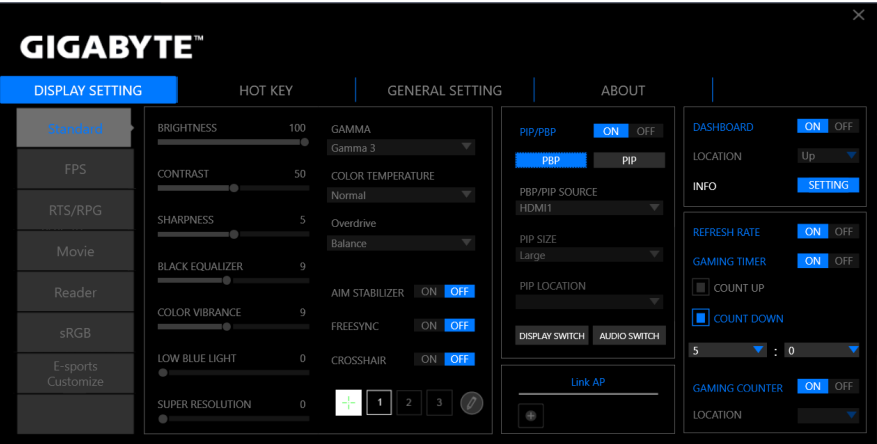 GIGABYTE™
DISPLAY SETTING
HOT KEY
GENERAL SETTING
ABOUT
Standard
FPS
RTS/RPG
Movie
Reader
sRGB
E-sports
Customize
BRIGHTNESS 100
CONTRAST 50
SHARPNESS 5
BLACK EQUALIZER 9
COLOR VIBRANCE 9
LOW BLUE LIGHT 0
SUPER RESOLUTION 0
GAMMA
Gamma 3
COLOR TEMPERATURE
Normal
Overdrive
Balance
AIM STABILIZER ON OFF
FREESYNC ON OFF
CROSSHAIR ON OFF
1 2 3
PIP/PBP ON OFF
PBP PIP
PBP/PIP SOURCE
HDMI1
PIP SIZE
Large
PIP LOCATION
DISPLAY SWITCH AUDIO SWITCH
Link AP
DASHBOARD ON OFF
LOCATION Up
INFO SETTING
REFRESH RATE ON OFF
GAMING TIMER ON OFF
COUNT UP
COUNT DOWN
5 : 0
GAMING COUNTER ON OFF
LOCATION